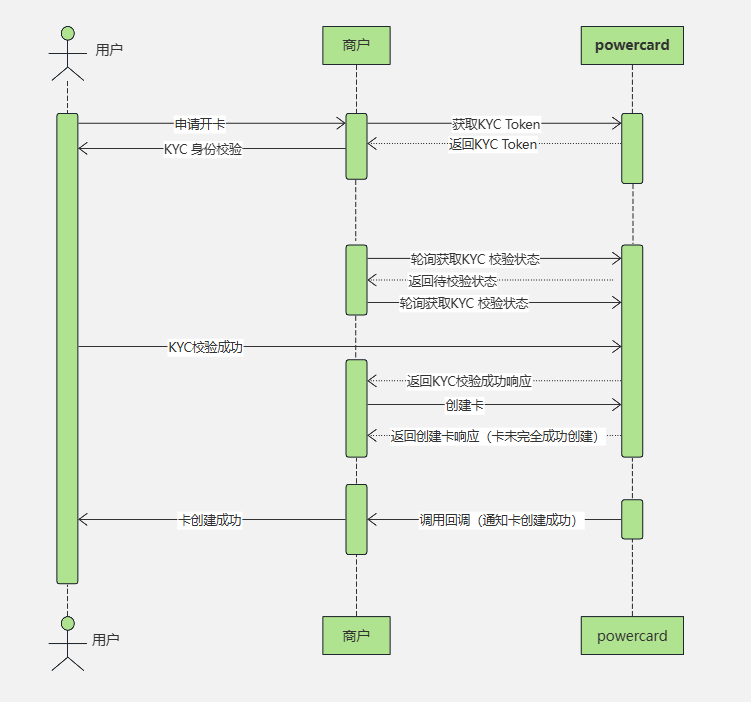 用户
商户
powercard
申请开卡
获取KYC Token
KYC 身份校验
返回KYC Token
轮询获取KYC 校验状态
返回待校验状态
轮询获取KYC 校验状态
KYC校验成功
返回KYC校验成功响应
创建卡
返回创建卡响应（卡未完全成功创建）
卡创建成功
调用回调（通知卡创建成功）
用户
商户
powercard